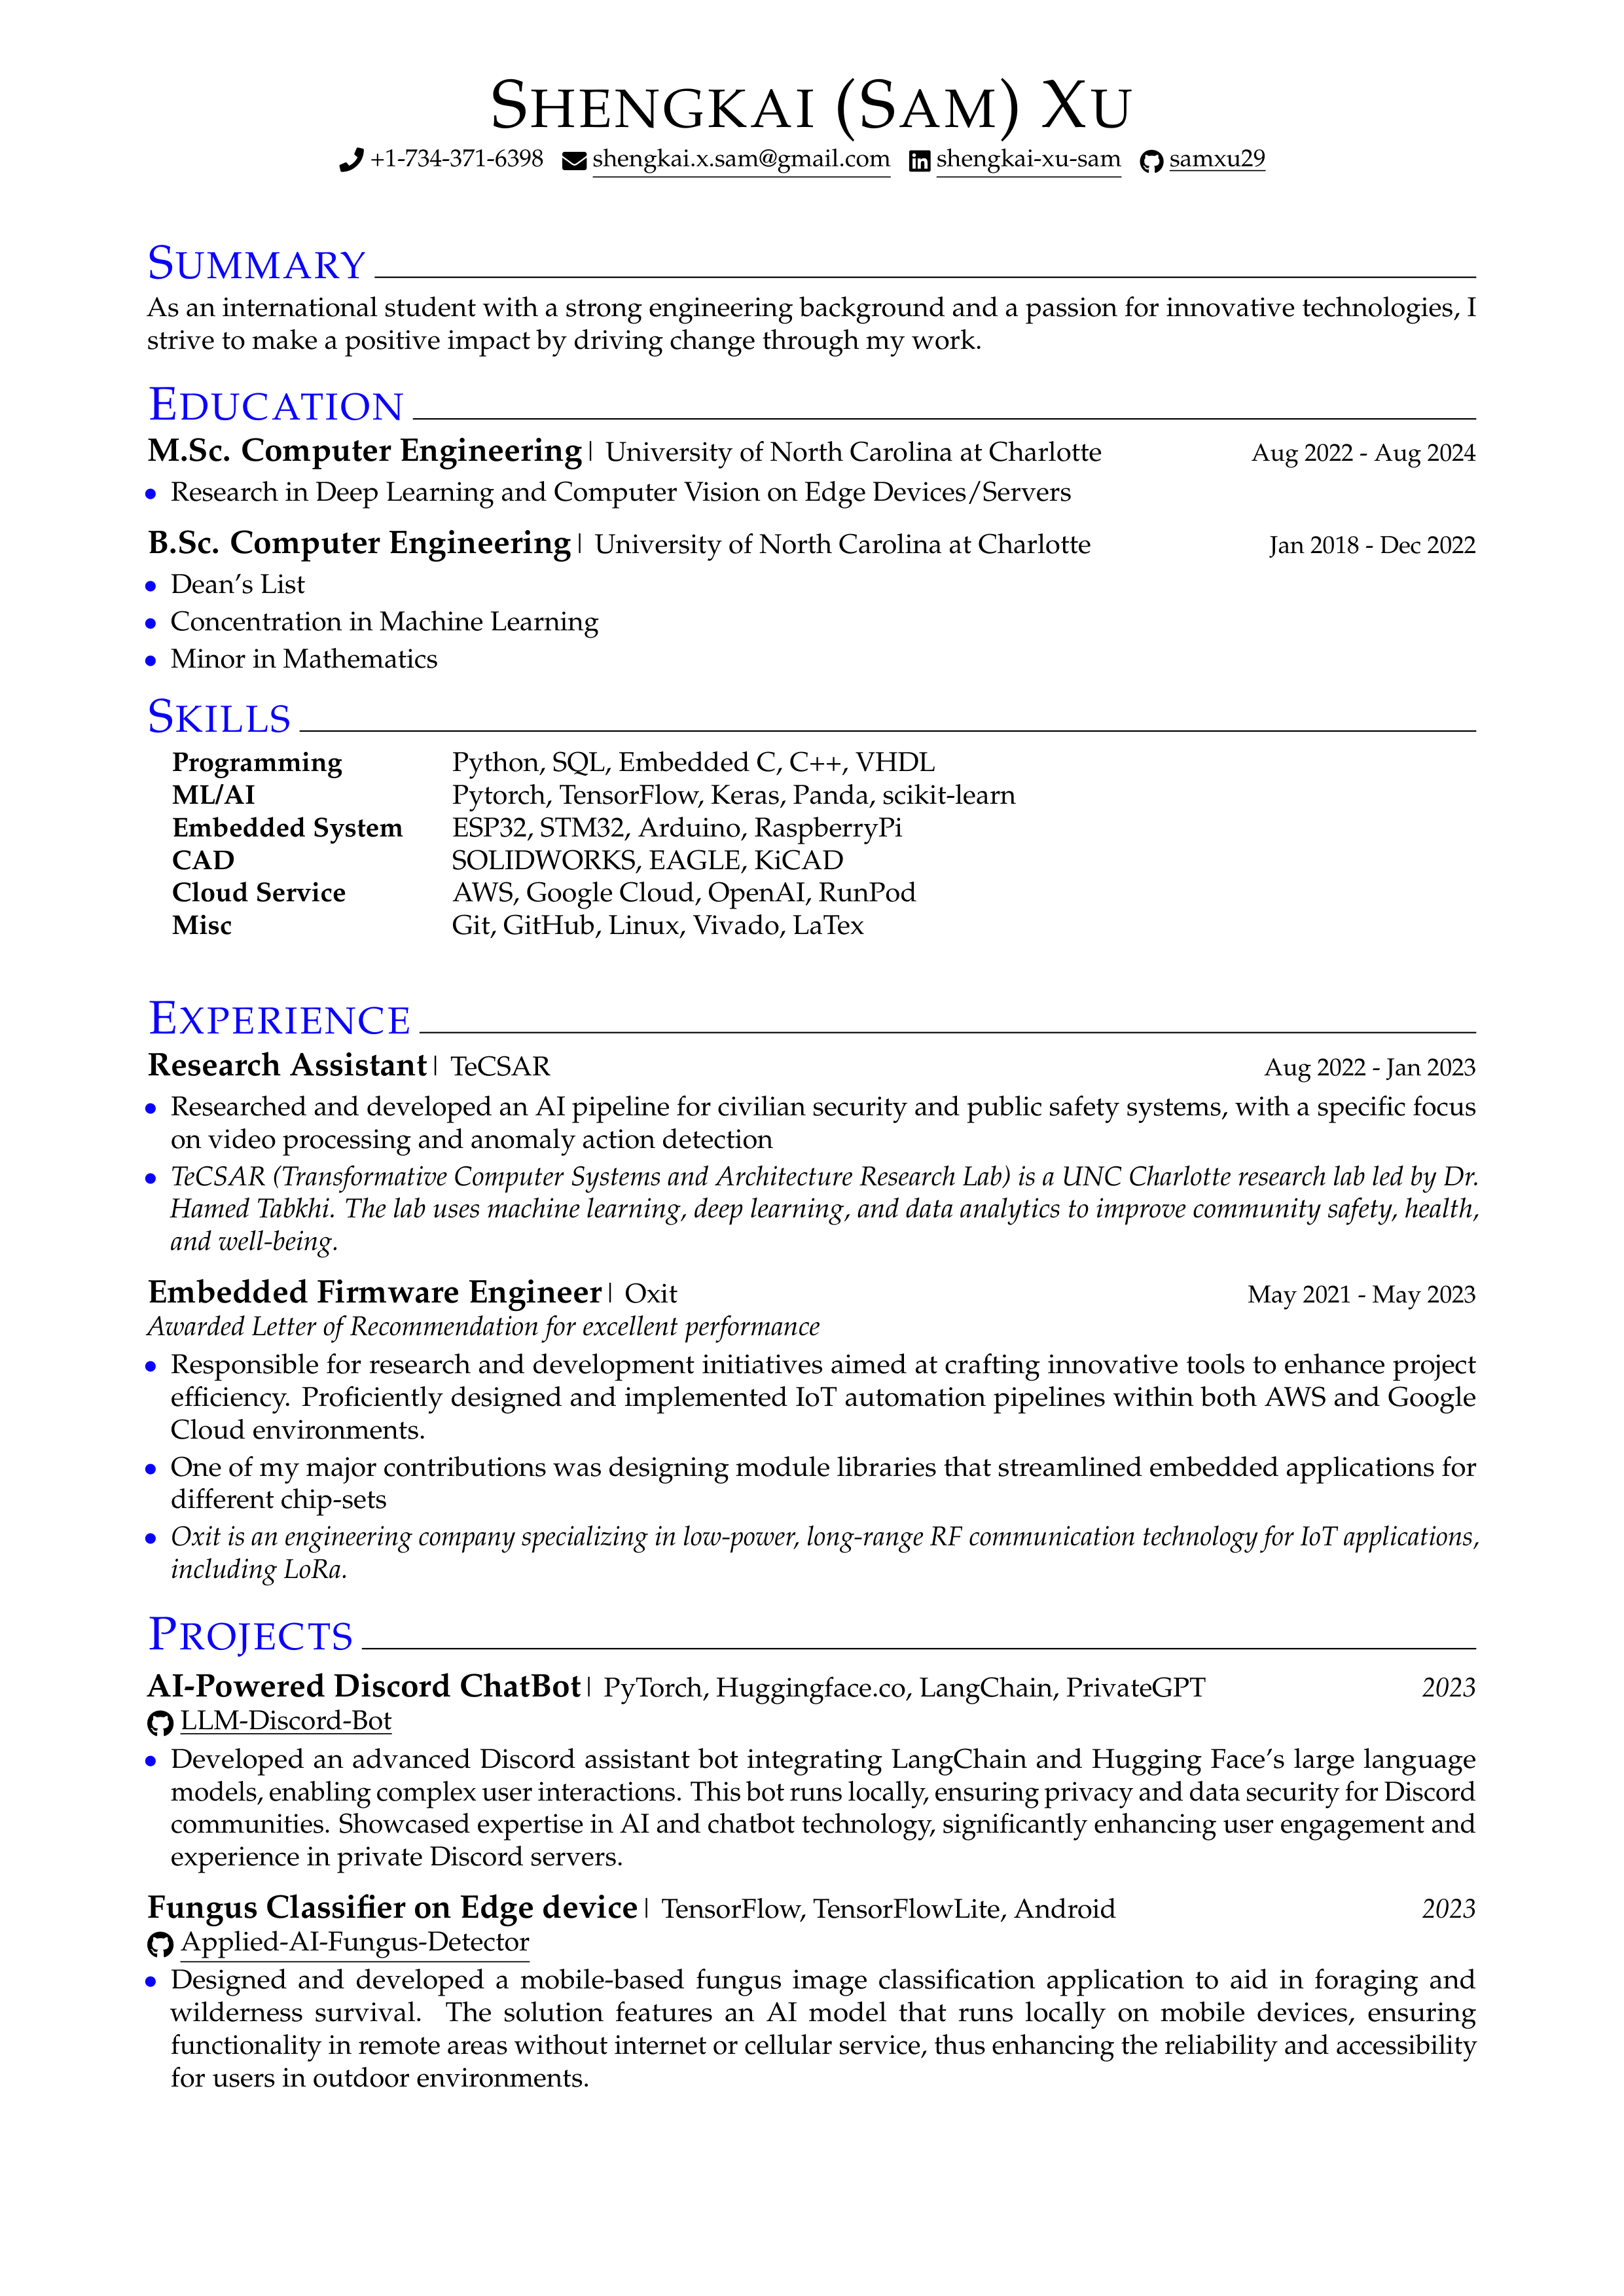 Shengkai (Sam) Xu
+1-734-371-6398 shengkai.x.sam@gmail.com shengkai-xu-sam samxu29
Summary
As an international student with a strong engineering background and a passion for innovative technologies, I
strive to make a positive impact by driving change through my work.
Education
M.Sc. Computer Engineering| University of North Carolina at Charlotte Aug 2022 - Aug 2024
• Research in Deep Learning and Computer Vision on Edge Devices/Servers
B.Sc. Computer Engineering| University of North Carolina at Charlotte Jan 2018 - Dec 2022
• Dean's List
• Concentration in Machine Learning
• Minor in Mathematics
Skills
Programming Python, SQL, Embedded C, C++, VHDL
ML/AI Pytorch, TensorFlow, Keras, Panda, scikit-learn
Embedded System ESP32, STM32, Arduino, RaspberryPi
CAD SOLIDWORKS, EAGLE, KiCAD
Cloud Service AWS, Google Cloud, OpenAI, RunPod
Misc Git, GitHub, Linux, Vivado, LaTex
Experience
Research Assistant| TeCSAR Aug 2022 - Jan 2023
• Researched and developed an AI pipeline for civilian security and public safety systems, with a specific focus
on video processing and anomaly action detection
• TeCSAR (Transformative Computer Systems and Architecture Research Lab) is a UNC Charlotte research lab led by Dr.
Hamed Tabkhi. The lab uses machine learning, deep learning, and data analytics to improve community safety, health,
and well-being.
Embedded Firmware Engineer| Oxit May 2021 - May 2023
Awarded Letter of Recommendation for excellent performance
• Responsible for research and development initiatives aimed at crafting innovative tools to enhance project
efficiency. Proficiently designed and implemented IoT automation pipelines within both AWS and Google
Cloud environments.
• One of my major contributions was designing module libraries that streamlined embedded applications for
different chip-sets
• Oxit is an engineering company specializing in low-power, long-range RF communication technology for IoT applications,
including LoRa.
Projects
AI-Powered Discord ChatBot| PyTorch, Huggingface.co, LangChain, PrivateGPT 2023
LLM-Discord-Bot
• Developed an advanced Discord assistant bot integrating LangChain and Hugging Face's large language
models, enabling complex user interactions. This bot runs locally, ensuring privacy and data security for Discord
communities. Showcased expertise in AI and chatbot technology, significantly enhancing user engagement and
experience in private Discord servers.
Fungus Classifier on Edge device| TensorFlow, TensorFlowLite, Android 2023
Applied-AI-Fungus-Detector
• Designed and developed a mobile-based fungus image classification application to aid in foraging and
wilderness survival. The solution features an AI model that runs locally on mobile devices, ensuring
functionality in remote areas without internet or cellular service, thus enhancing the reliability and accessibility
for users in outdoor environments.